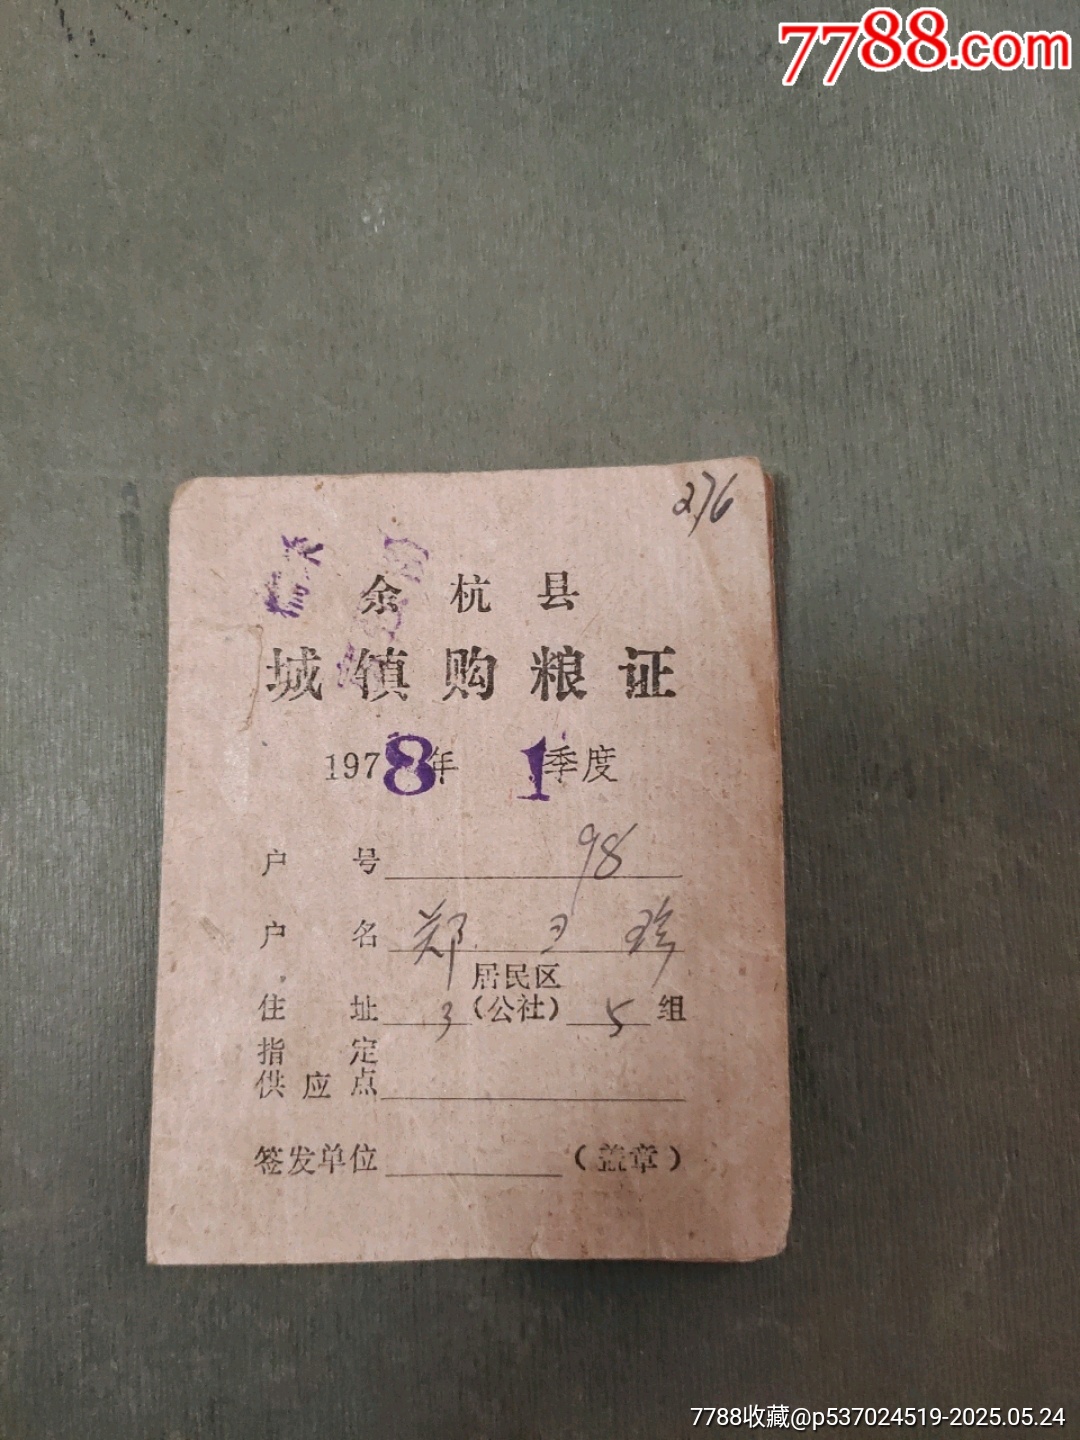 7788.com
276
余杭县
城镇购粮证
1978年 1季度
户号 98
户名 郑 珍
居民区
住址 3 (公社) 5 组
指定
供应点
签发单位 (盖章)
7788收藏@p537024519-2025.05.24